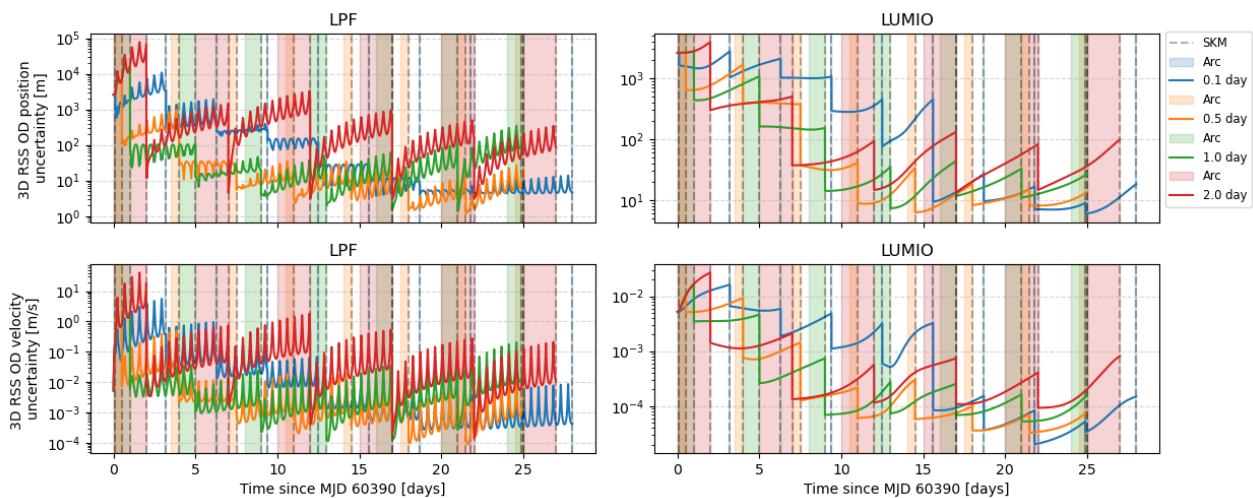 LPF
LUMIO
3D RSS OD position
uncertainty [m]
10⁵
10⁴
10³
10²
10¹
10⁰
10³
10²
10¹
SKM
Arc
0.1 day
Arc
0.5 day
Arc
1.0 day
Arc
2.0 day
LPF
LUMIO
3D RSS OD velocity
uncertainty [m/s]
10¹
10⁰
10⁻¹
10⁻²
10⁻³
10⁻⁴
10⁻²
10⁻³
10⁻⁴
0 5 10 15 20 25
0 5 10 15 20 25
Time since MJD 60390 [days]
Time since MJD 60390 [days]